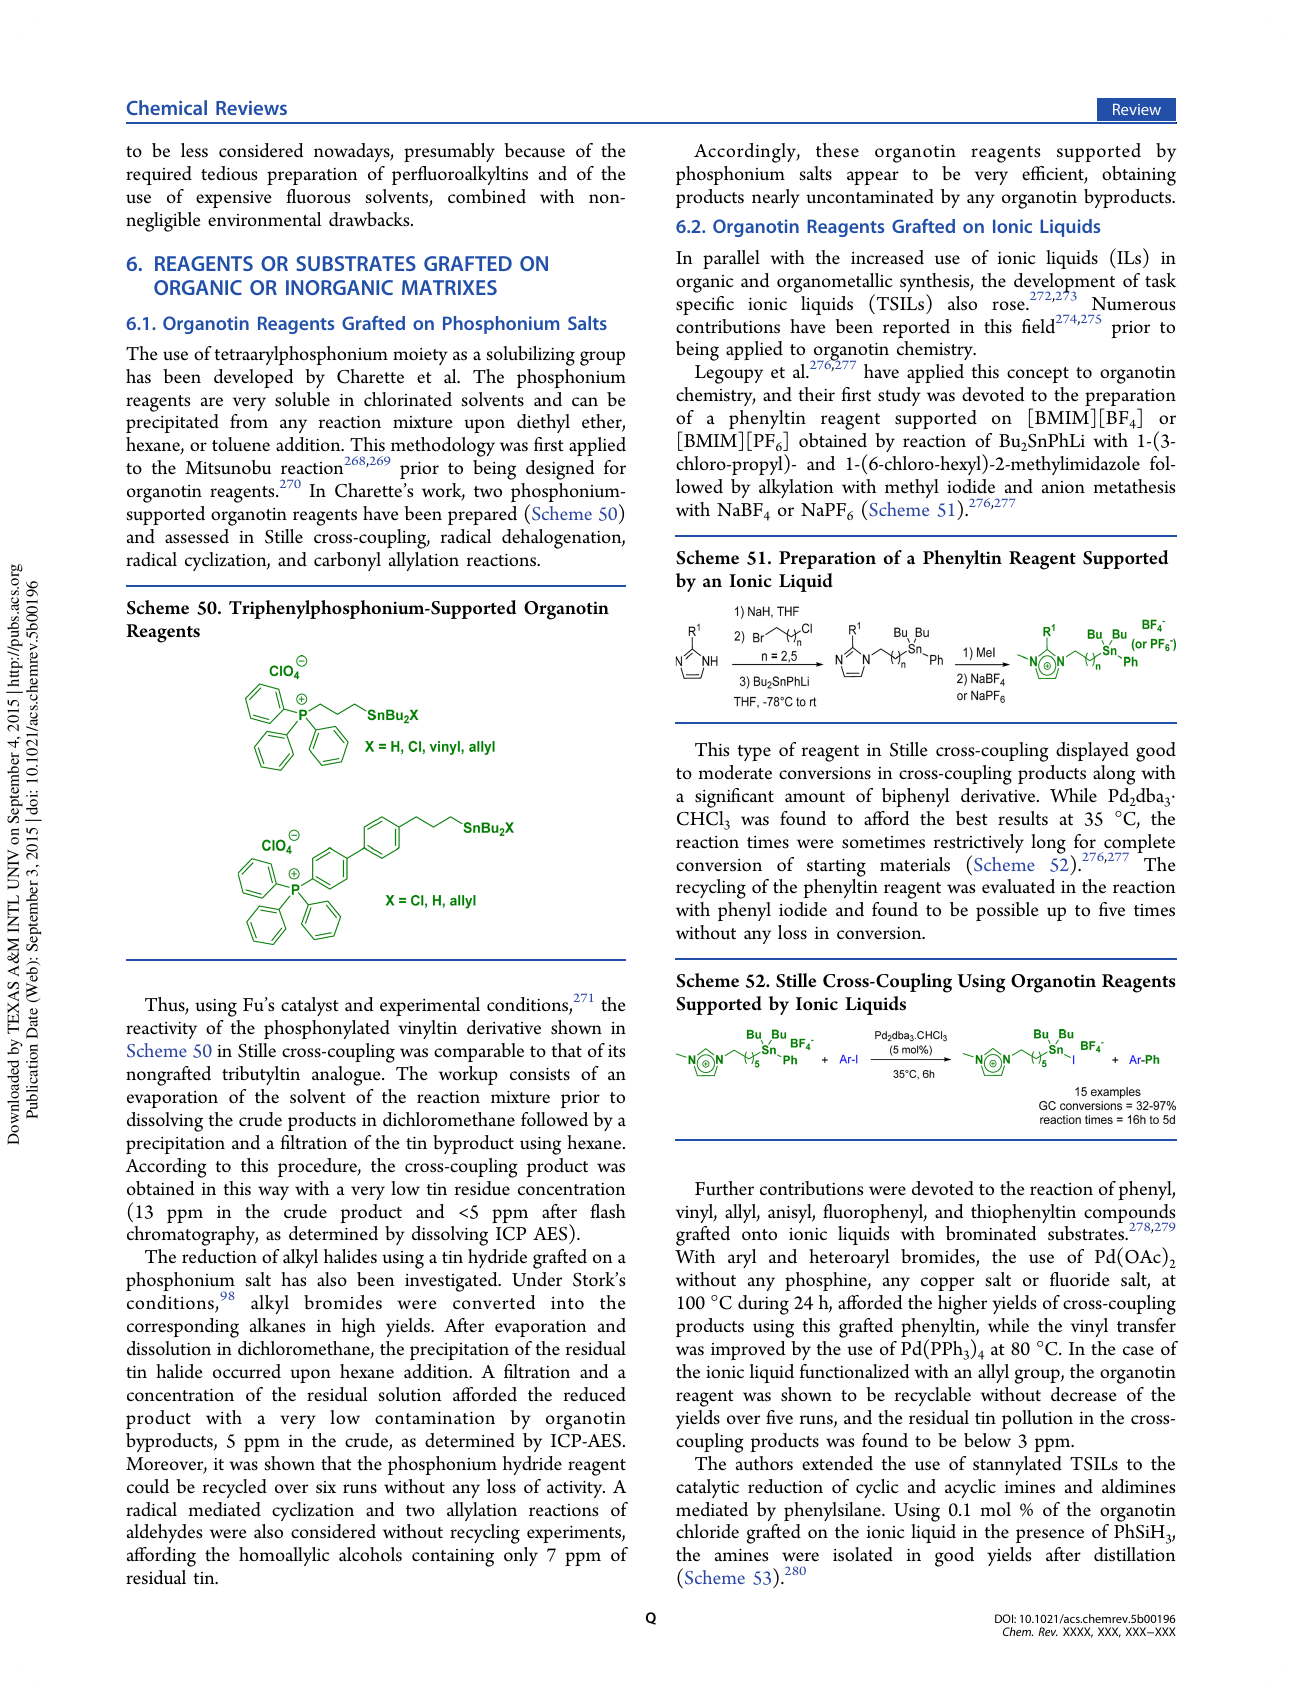 Chemical Reviews
Review
to be less considered nowadays, presumably because of the
required tedious preparation of perfluoroalkyltins and of the
use of expensive fluorous solvents, combined with non-
negligible environmental drawbacks.
6. REAGENTS OR SUBSTRATES GRAFTED ON
ORGANIC OR INORGANIC MATRIXES
6.1. Organotin Reagents Grafted on Phosphonium Salts
The use of tetraarylphosphonium moiety as a solubilizing group
has been developed by Charette et al. The phosphonium
reagents are very soluble in chlorinated solvents and can be
precipitated from any reaction mixture upon diethyl ether,
hexane, or toluene addition. This methodology was first applied
to the Mitsunobu reaction268,269 prior to being designed for
organotin reagents.270 In Charette's work, two phosphonium-
supported organotin reagents have been prepared (Scheme 50)
and assessed in Stille cross-coupling, radical dehalogenation,
radical cyclization, and carbonyl allylation reactions.
Scheme 50. Triphenylphosphonium-Supported Organotin
Reagents
ClO4⊖
⊕
P
SnBu2X
X = H, Cl, vinyl, allyl
SnBu2X
ClO4⊖
⊕
P
X = Cl, H, allyl
Thus, using Fu's catalyst and experimental conditions,271 the
reactivity of the phosphonylated vinyltin derivative shown in
Scheme 50 in Stille cross-coupling was comparable to that of its
nongrafted tributyltin analogue. The workup consists of an
evaporation of the solvent of the reaction mixture prior to
dissolving the crude products in dichloromethane followed by a
precipitation and a filtration of the tin byproduct using hexane.
According to this procedure, the cross-coupling product was
obtained in this way with a very low tin residue concentration
(13 ppm in the crude product and <5 ppm after flash
chromatography, as determined by dissolving ICP AES).
The reduction of alkyl halides using a tin hydride grafted on a
phosphonium salt has also been investigated. Under Stork's
conditions,98 alkyl bromides were converted into the
corresponding alkanes in high yields. After evaporation and
dissolution in dichloromethane, the precipitation of the residual
tin halide occurred upon hexane addition. A filtration and a
concentration of the residual solution afforded the reduced
product with a very low contamination by organotin
byproducts, 5 ppm in the crude, as determined by ICP-AES.
Moreover, it was shown that the phosphonium hydride reagent
could be recycled over six runs without any loss of activity. A
radical mediated cyclization and two allylation reactions of
aldehydes were also considered without recycling experiments,
affording the homoallylic alcohols containing only 7 ppm of
residual tin.
Accordingly, these organotin reagents supported by
phosphonium salts appear to be very efficient, obtaining
products nearly uncontaminated by any organotin byproducts.
6.2. Organotin Reagents Grafted on Ionic Liquids
In parallel with the increased use of ionic liquids (ILs) in
organic and organometallic synthesis, the development of task
specific ionic liquids (TSILs) also rose.272,273 Numerous
contributions have been reported in this field274,275 prior to
being applied to organotin chemistry.
Legoupy et al.276,277 have applied this concept to organotin
chemistry, and their first study was devoted to the preparation
of a phenyltin reagent supported on [BMIM][BF4] or
[BMIM][PF6] obtained by reaction of Bu2SnPhLi with 1-(3-
chloro-propyl)- and 1-(6-chloro-hexyl)-2-methylimidazole fol-
lowed by alkylation with methyl iodide and anion metathesis
with NaBF4 or NaPF6 (Scheme 51).276,277
Scheme 51. Preparation of a Phenyltin Reagent Supported
by an Ionic Liquid
R1
N NH
1) NaH, THF
2) Br ( )n Cl
n = 2,5
3) Bu2SnPhLi
THF, -78°C to rt
R1
N N ( )n
Bu Bu
Sn Ph
1) MeI
2) NaBF4
or NaPF6
R1
N ⊕ N ( )n
Bu Bu
Sn Ph
BF4-
(or PF6-)
This type of reagent in Stille cross-coupling displayed good
to moderate conversions in cross-coupling products along with
a significant amount of biphenyl derivative. While Pd2dba3·
CHCl3 was found to afford the best results at 35 °C, the
reaction times were sometimes restrictively long for complete
conversion of starting materials (Scheme 52).276,277 The
recycling of the phenyltin reagent was evaluated in the reaction
with phenyl iodide and found to be possible up to five times
without any loss in conversion.
Scheme 52. Stille Cross-Coupling Using Organotin Reagents
Supported by Ionic Liquids
N ⊕ N ( )5
Bu Bu
Sn Ph
BF4-
+ Ar-I
Pd2dba3.CHCl3
(5 mol%)
35°C, 6h
N ⊕ N ( )5
Bu Bu
Sn I
BF4-
+ Ar-Ph
15 examples
GC conversions = 32-97%
reaction times = 16h to 5d
Further contributions were devoted to the reaction of phenyl,
vinyl, allyl, anisyl, fluorophenyl, and thiophenyltin compounds
grafted onto ionic liquids with brominated substrates.278,279
With aryl and heteroaryl bromides, the use of Pd(OAc)2
without any phosphine, any copper salt or fluoride salt, at
100 °C during 24 h, afforded the higher yields of cross-coupling
products using this grafted phenyltin, while the vinyl transfer
was improved by the use of Pd(PPh3)4 at 80 °C. In the case of
the ionic liquid functionalized with an allyl group, the organotin
reagent was shown to be recyclable without decrease of the
yields over five runs, and the residual tin pollution in the cross-
coupling products was found to be below 3 ppm.
The authors extended the use of stannylated TSILs to the
catalytic reduction of cyclic and acyclic imines and aldimines
mediated by phenylsilane. Using 0.1 mol % of the organotin
chloride grafted on the ionic liquid in the presence of PhSiH3,
the amines were isolated in good yields after distillation
(Scheme 53).280
Q
DOI: 10.1021/acs.chemrev.5b00196
Chem. Rev. XXXX, XXX, XXX−XXX
Downloaded by TEXAS A&M INTL UNIV on September 4, 2015 | http://pubs.acs.org
Publication Date (Web): September 3, 2015 | doi: 10.1021/acs.chemrev.5b00196